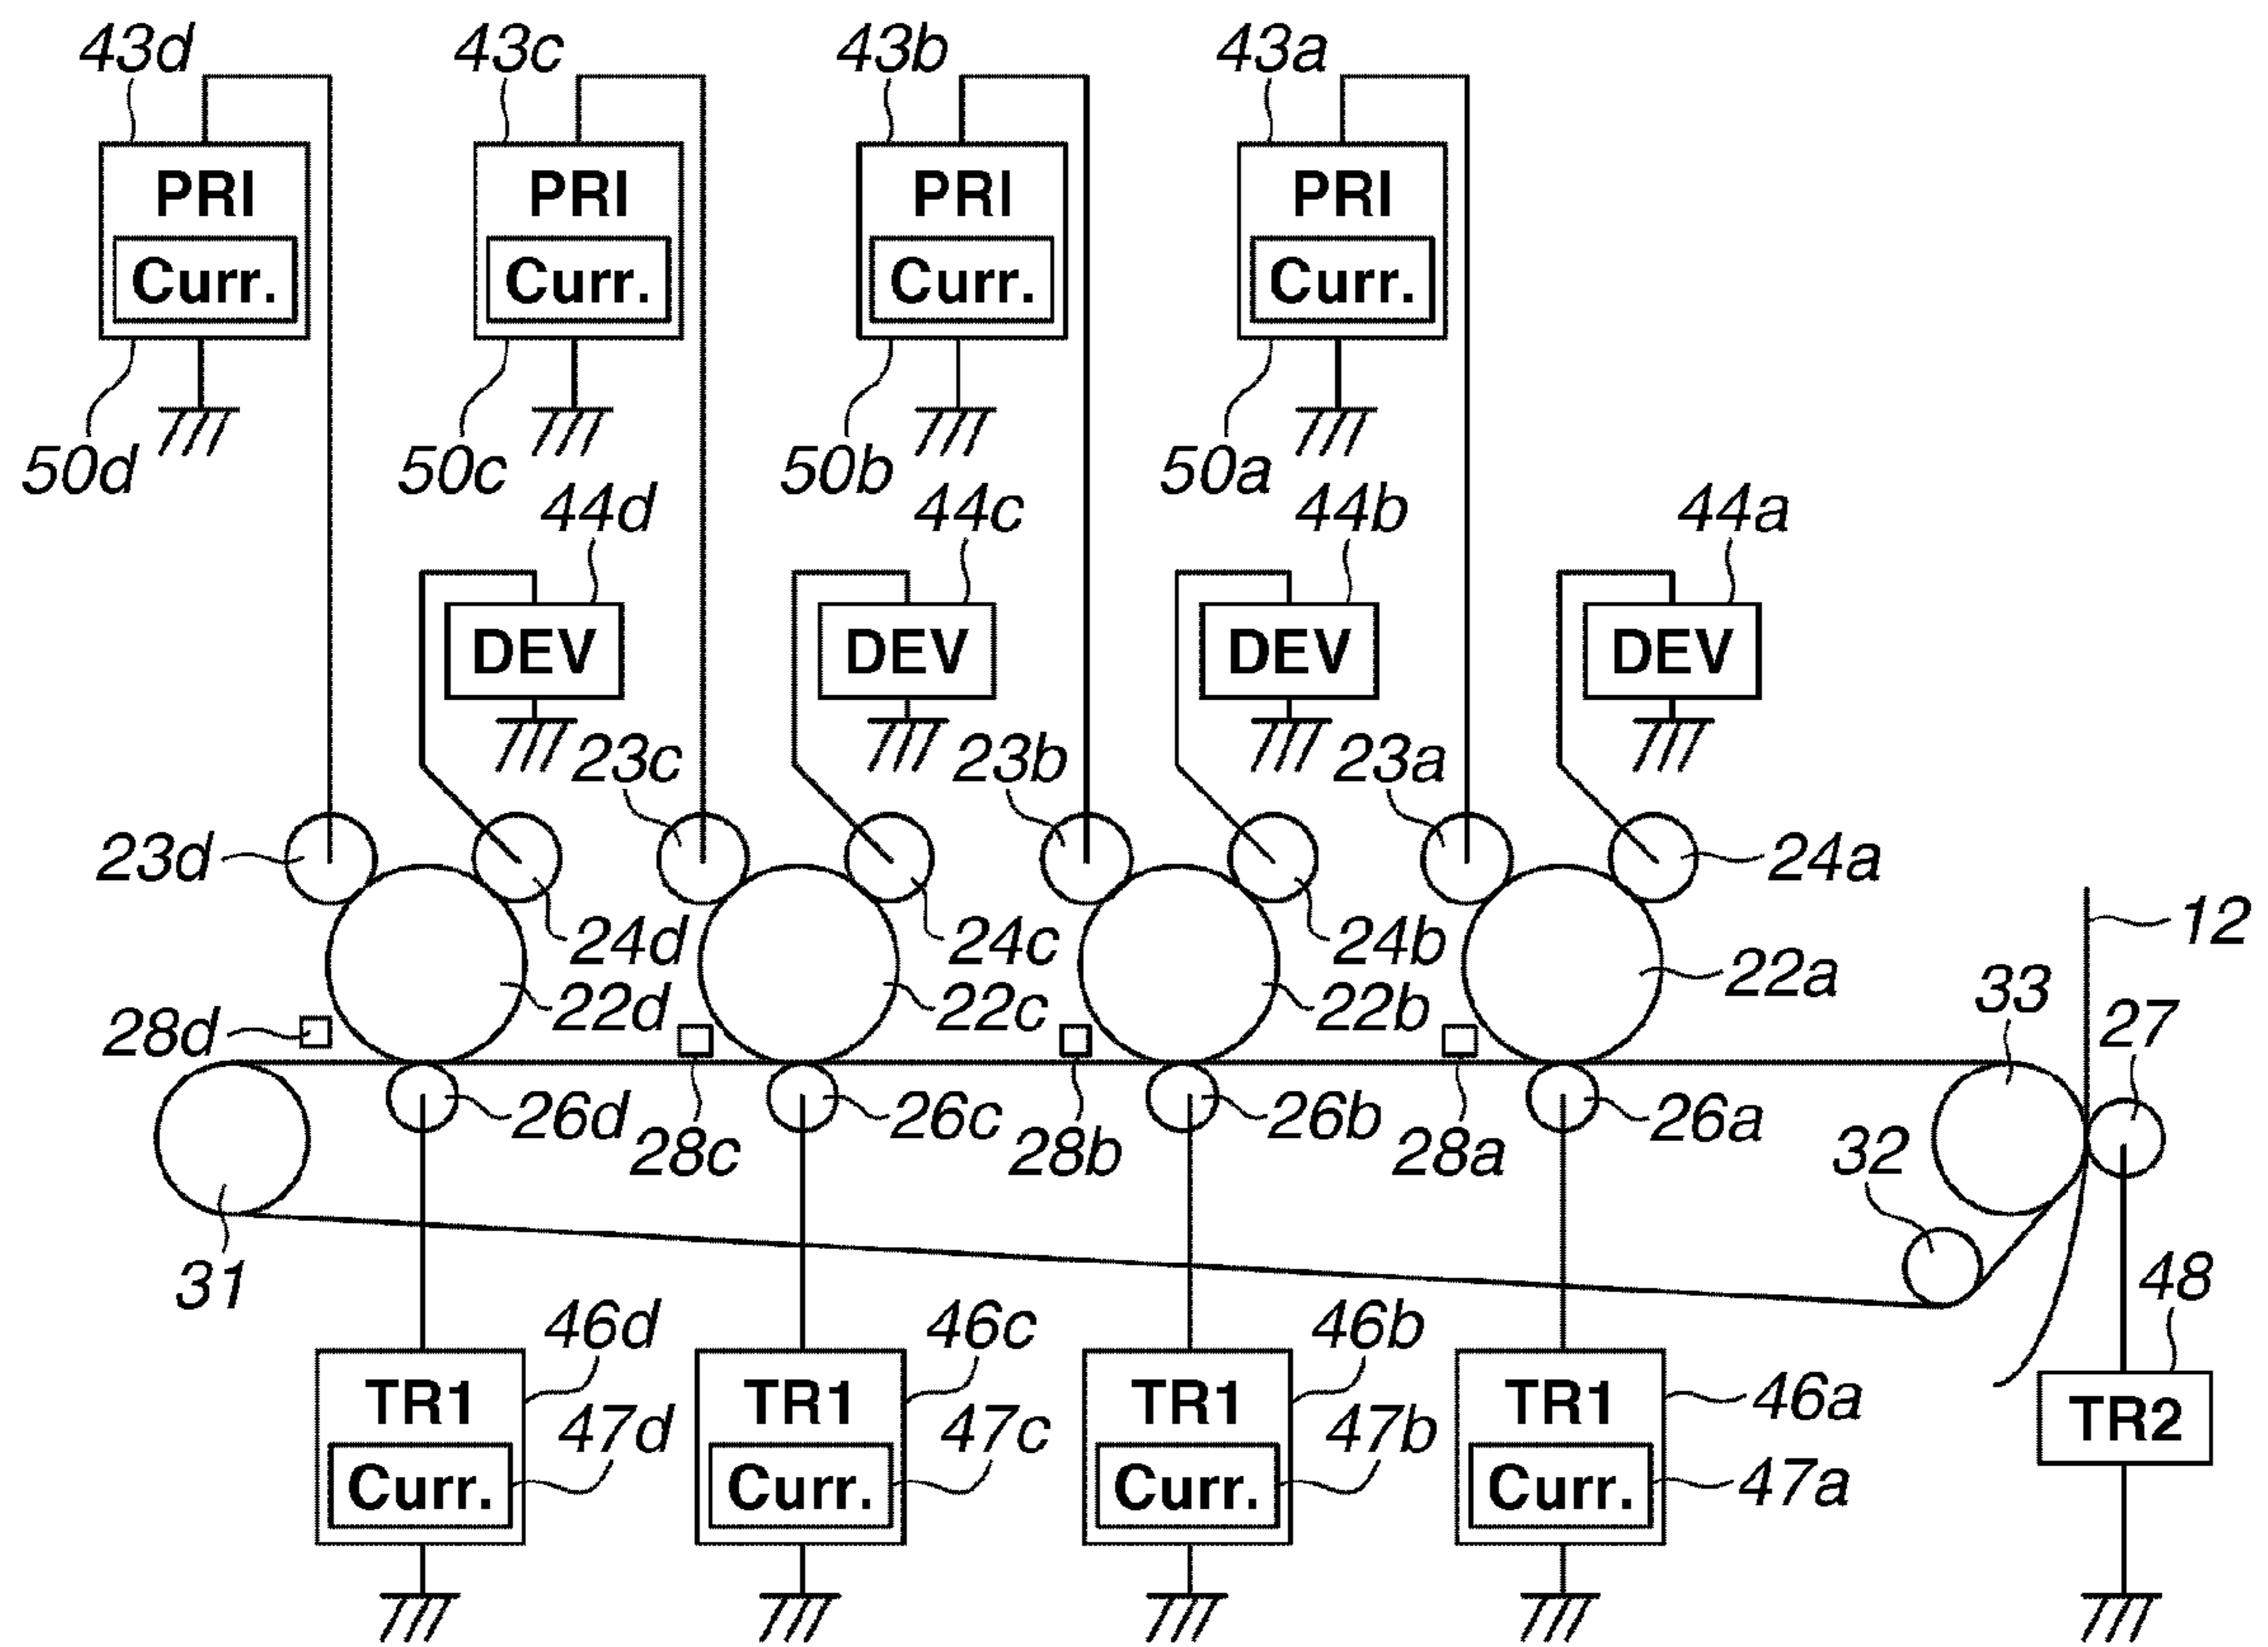 43d 43c 43b 43a
PRI PRI PRI PRI
Curr. Curr. Curr. Curr.
50d 50c 50b 50a
44d 44c 44b 44a
DEV DEV DEV DEV
23c 23b 23a
23d 24a
24d 24c 24b 12
22d 22c 22b 22a 33
28d 27
26d 26c 26b 26a
28c 28b 28a 32
31 48
46d 46c 46b 46a
TR1 TR1 TR1 TR1 TR2
47d 47c 47b 47a
Curr. Curr. Curr. Curr.